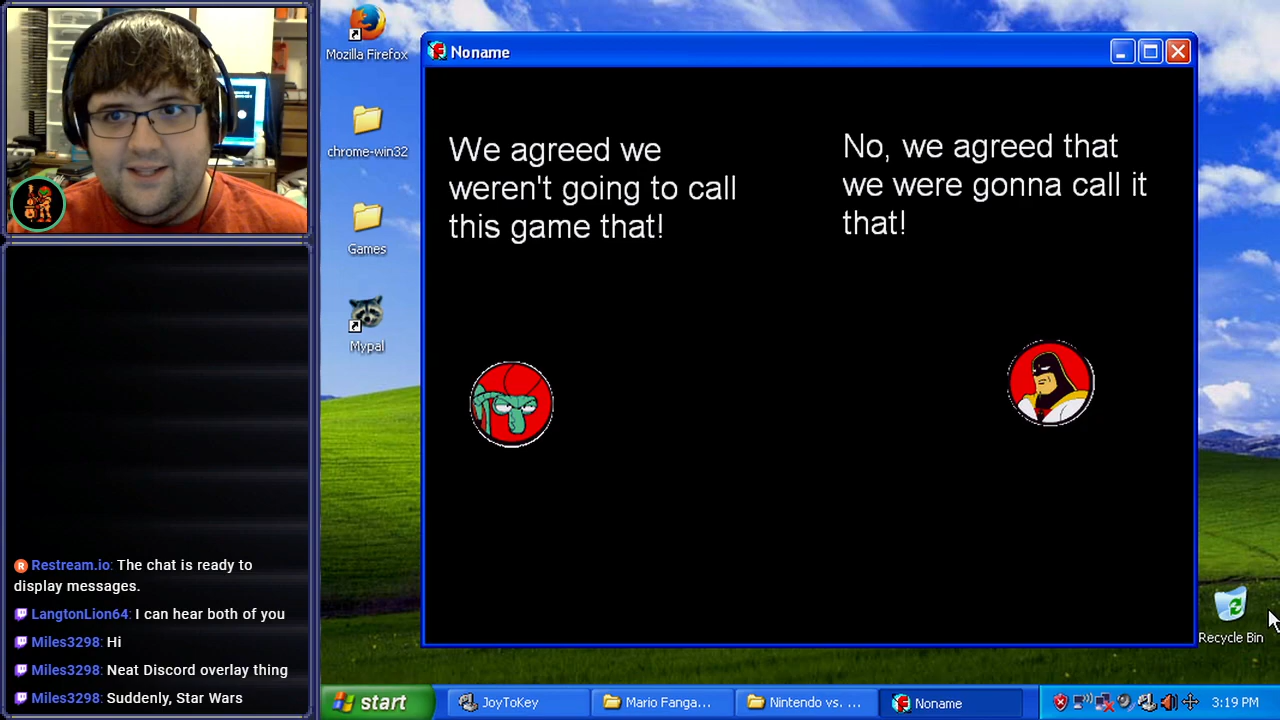 Mozilla Firefox
chrome-win32
Games
Mypal
Noname
We agreed we
weren't going to call
this game that!
No, we agreed that
we were gonna call it
that!
Recycle Bin
Restream.io: The chat is ready to
display messages.
LangtonLion64: I can hear both of you
Miles3298: Hi
Miles3298: Neat Discord overlay thing
Miles3298: Suddenly, Star Wars
start
JoyToKey
Mario Fanga...
Nintendo vs. ...
Noname
3:19 PM